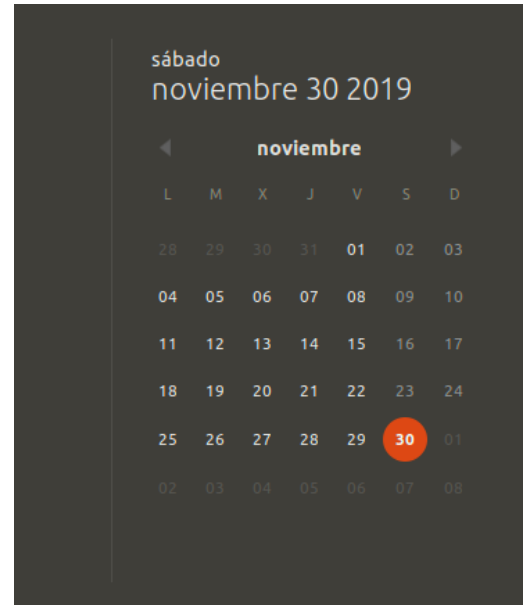 sábado
noviembre 30 2019
noviembre
L M X J V S D
28 29 30 31 01 02 03
04 05 06 07 08 09 10
11 12 13 14 15 16 17
18 19 20 21 22 23 24
25 26 27 28 29 30 01
02 03 04 05 06 07 08